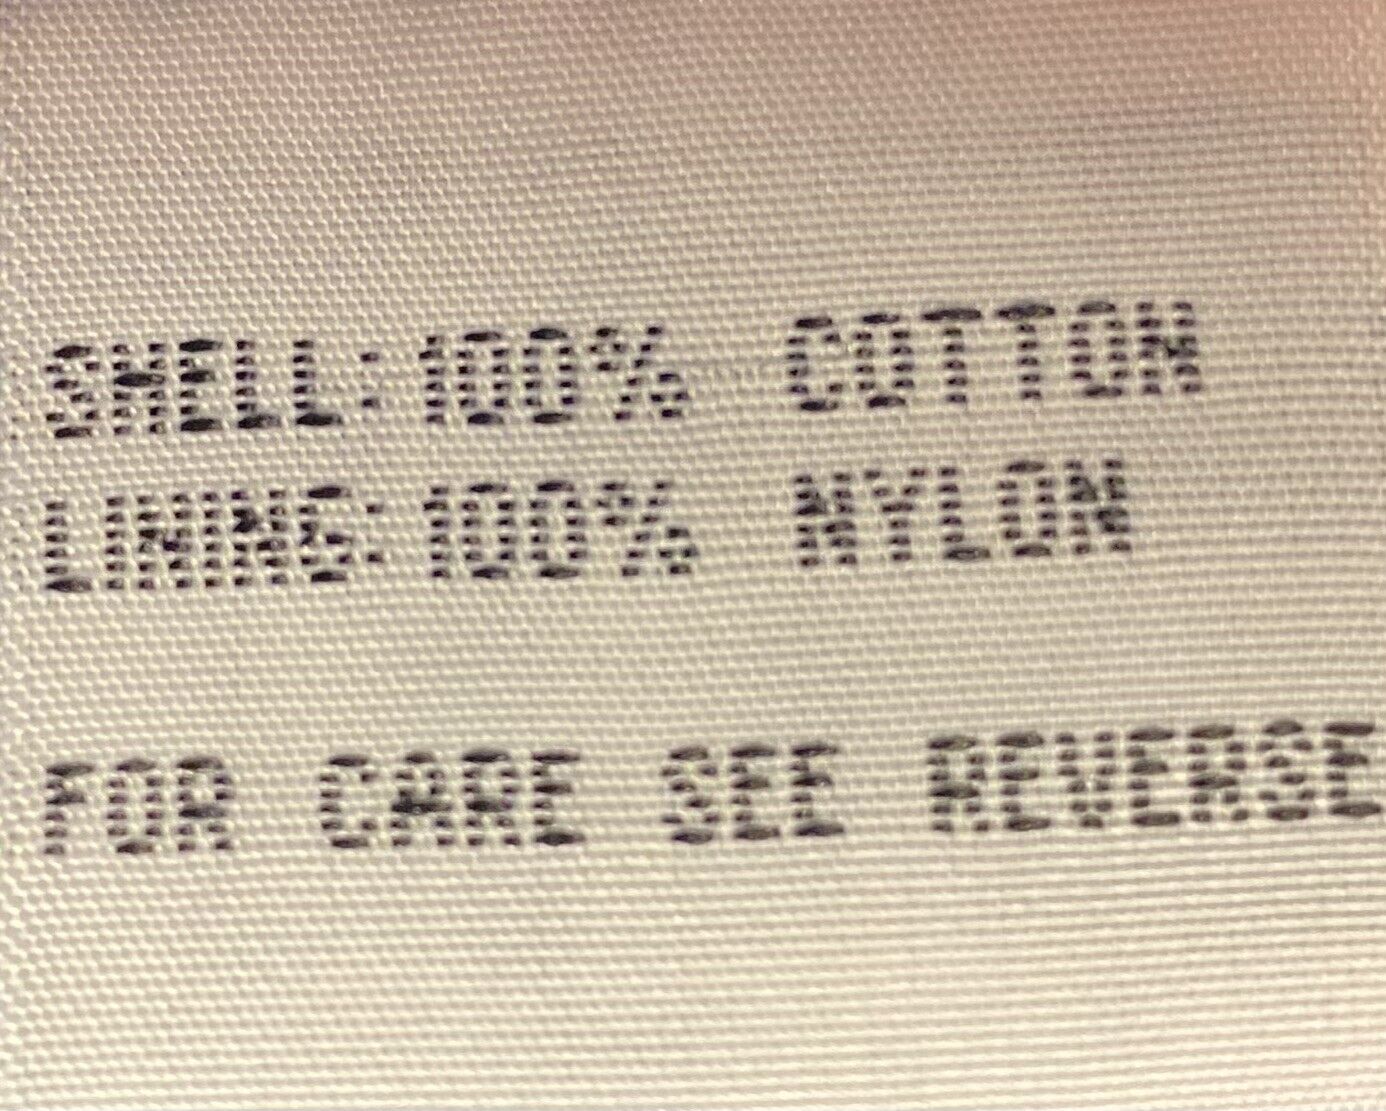 SHELL:100% COTTON
LINING:100% NYLON
FOR CARE SEE REVERSE